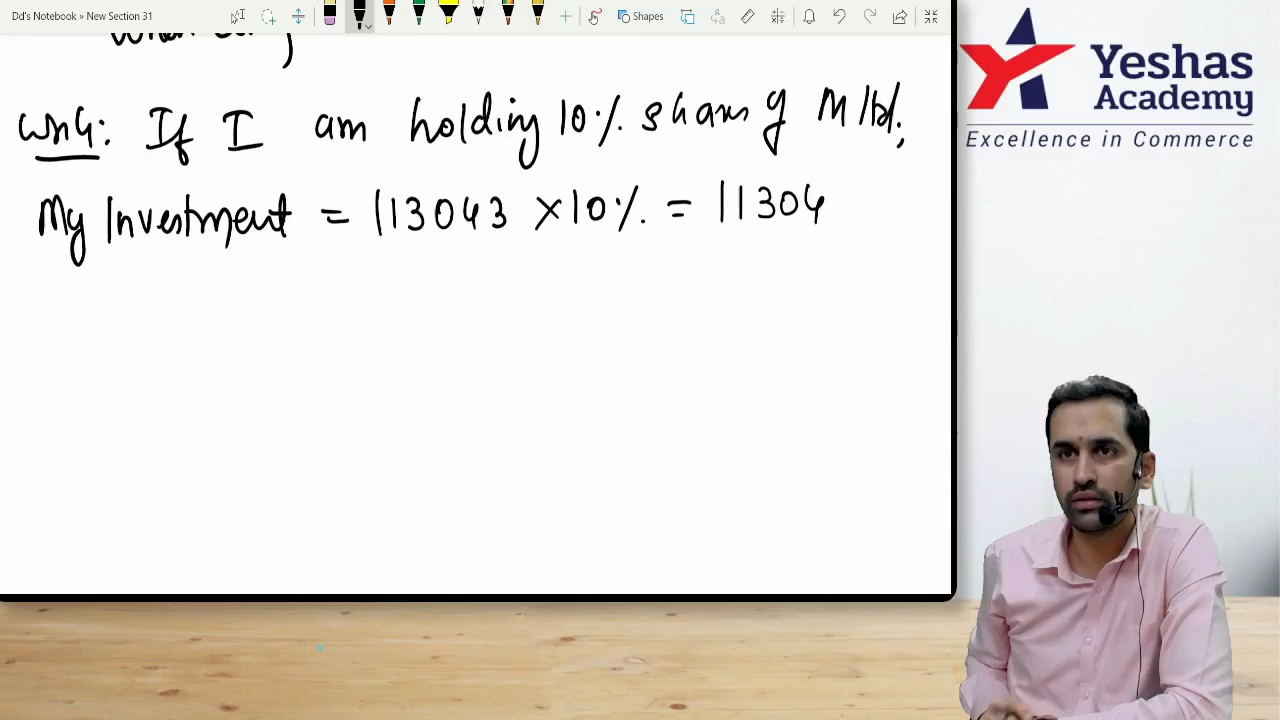 Dd's Notebook » New Section 31
Shapes
when
Yeshas
Academy
Excellence in Commerce
WN4: If I am holding 10% shares of M ltd;
My Investment = 113043 × 10% = 11304